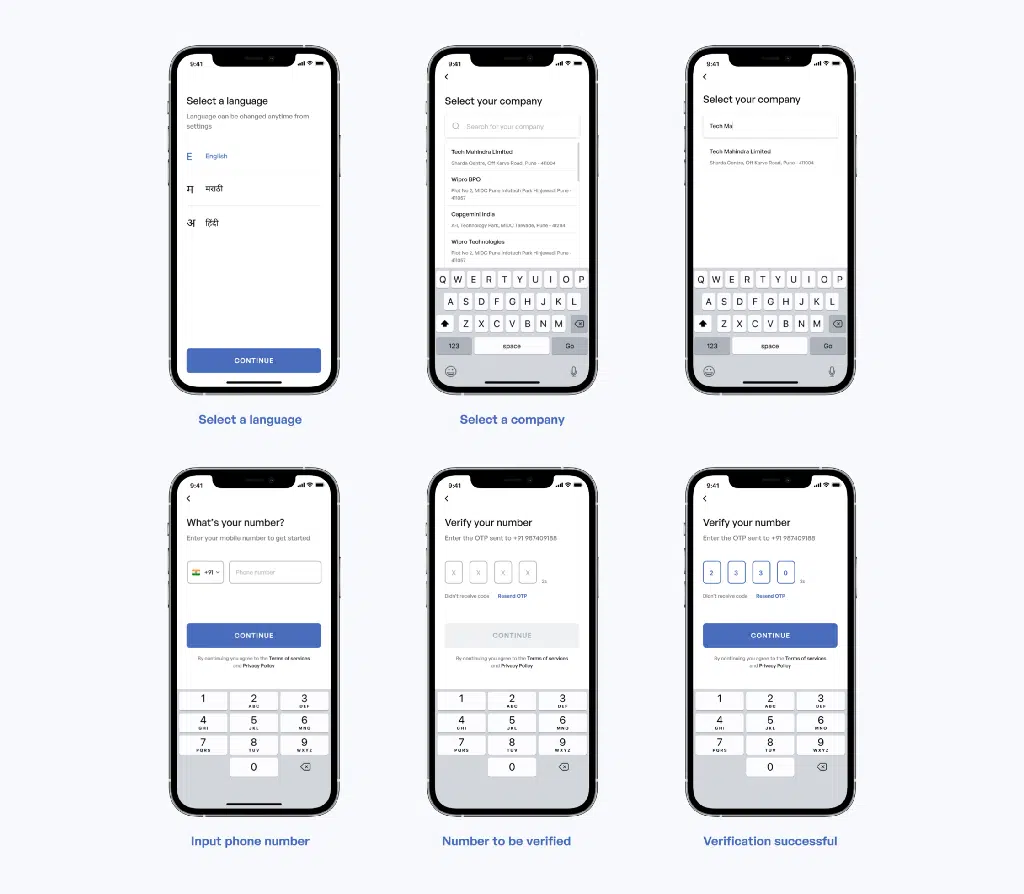 9:41
Select a language
Language can be changed anytime from
settings
E English
म मराठी
अ हिंदी
CONTINUE
Select a language
9:41
Select your company
Search for your company
Tech Mahindra Limited
Sharda Centre, Off Karve Road, Pune - 411004
Wipro BPO
Plot No 2, MIDC Pune Infotech Park Hinjawadi Pune -
411057
Capgemini India
Technology Park, MIDC, Talwade, Pune -
Wipro Technologies
Plot No 2, MIDC Pune Infotech Park Hinjawadi Pune -
411057
Q W E R T Y U I O P
A S D F G H J K L
Z X C V B N M
123 space Go
Select a company
9:41
Select your company
Tech Ma
Tech Mahindra Limited
Sharda Centre, Off Karve Road, Pune - 411004
Q W E R T Y U I O P
A S D F G H J K L
Z X C V B N M
123 space Go
9:41
What's your number?
Enter your mobile number to get started
+91 Phone number
CONTINUE
By continuing you agree to the Terms of services
and Privacy Policy
1 2 3
ABC DEF
4 5 6
GHI JKL MNO
7 8 9
PQRS TUV WXYZ
0
Input phone number
9:41
Verify your number
Enter the OTP sent to +91 987409188
X X X X 2s
Didn't receive code Resend OTP
CONTINUE
By continuing you agree to the Terms of services
and Privacy Policy
1 2 3
ABC DEF
4 5 6
GHI JKL MNO
7 8 9
PQRS TUV WXYZ
0
Number to be verified
9:41
Verify your number
Enter the OTP sent to +91 987409188
2 3 3 0
Didn't receive code Resend OTP
CONTINUE
By continuing you agree to the Terms of services
and Privacy Policy
1 2 3
ABC DEF
4 5 6
GHI JKL MNO
7 8 9
PQRS TUV WXYZ
0
Verification successful